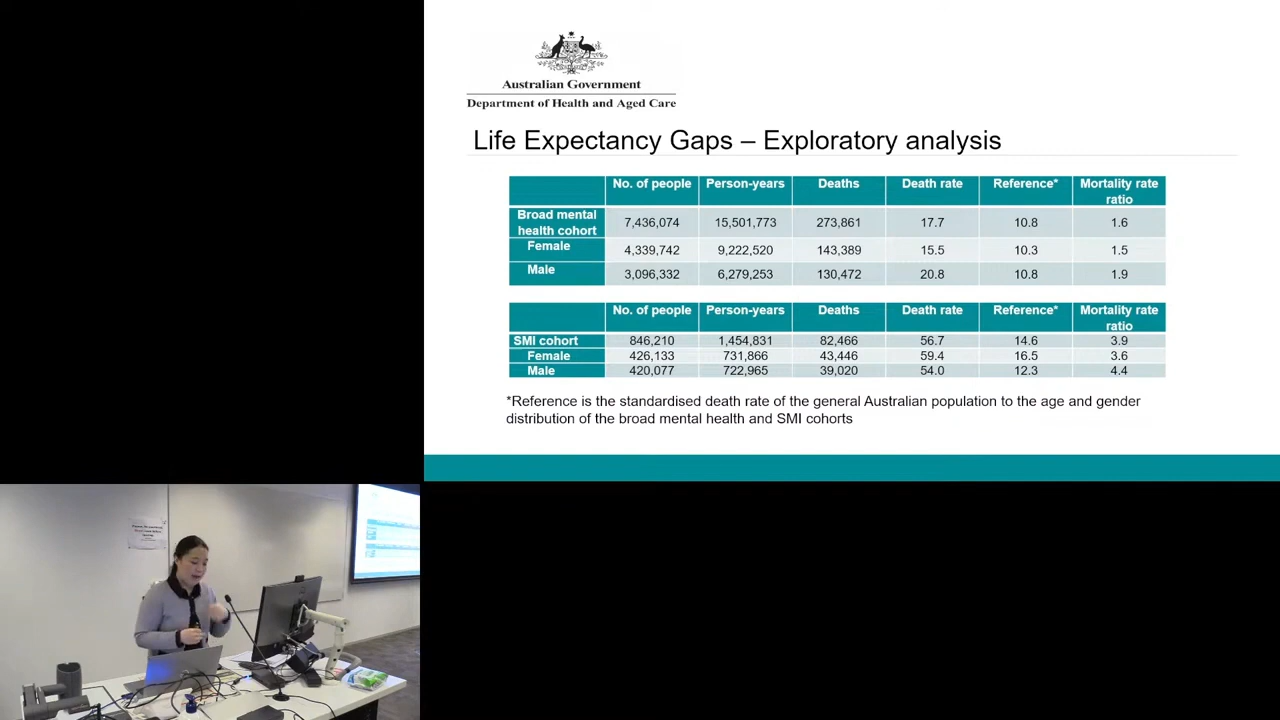 Australian Government
Department of Health and Aged Care
Life Expectancy Gaps – Exploratory analysis
No. of people Person-years Deaths Death rate Reference* Mortality rate ratio
Broad mental health cohort 7,436,074 15,501,773 273,861 17.7 10.8 1.6
Female 4,339,742 9,222,520 143,389 15.5 10.3 1.5
Male 3,096,332 6,279,253 130,472 20.8 10.8 1.9
No. of people Person-years Deaths Death rate Reference* Mortality rate ratio
SMI cohort 846,210 1,454,831 82,466 56.7 14.6 3.9
Female 426,133 731,866 43,446 59.4 16.5 3.6
Male 420,077 722,965 39,020 54.0 12.3 4.4
*Reference is the standardised death rate of the general Australian population to the age and gender
distribution of the broad mental health and SMI cohorts